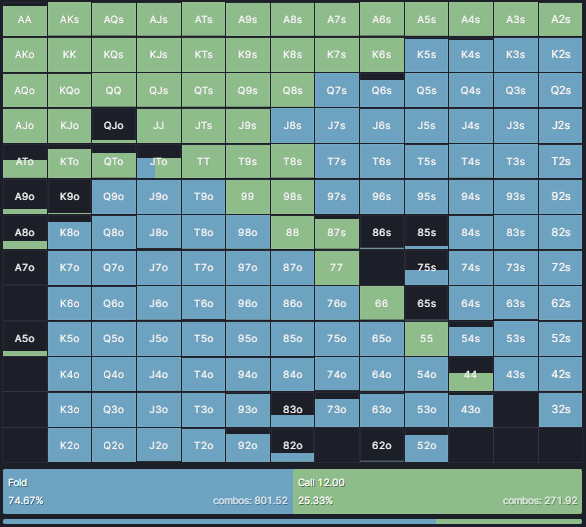 AA AKs AQs AJs ATs A9s A8s A7s A6s A5s A4s A3s A2s
AKo KK KQs KJs KTs K9s K8s K7s K6s K5s K4s K3s K2s
AQo KQo QQ QJs QTs Q9s Q8s Q7s Q6s Q5s Q4s Q3s Q2s
AJo KJo QJo JJ JTs J9s J8s J7s J6s J5s J4s J3s J2s
ATo KTo QTo JTo TT T9s T8s T7s T6s T5s T4s T3s T2s
A9o K9o Q9o J9o T9o 99 98s 97s 96s 95s 94s 93s 92s
A8o K8o Q8o J8o T8o 98o 88 87s 86s 85s 84s 83s 82s
A7o K7o Q7o J7o T7o 97o 87o 77 75s 74s 73s 72s
K6o Q6o J6o T6o 96o 86o 76o 66 65s 64s 63s 62s
A5o K5o Q5o J5o T5o 95o 85o 75o 65o 55 54s 53s 52s
K4o Q4o J4o T4o 94o 84o 74o 64o 54o 44 43s 42s
K3o Q3o J3o T3o 93o 83o 73o 63o 53o 43o 32s
K2o Q2o J2o T2o 92o 82o 62o 52o
Fold Call 12.00
74.67% combos: 801.52 25.33% combos: 271.92